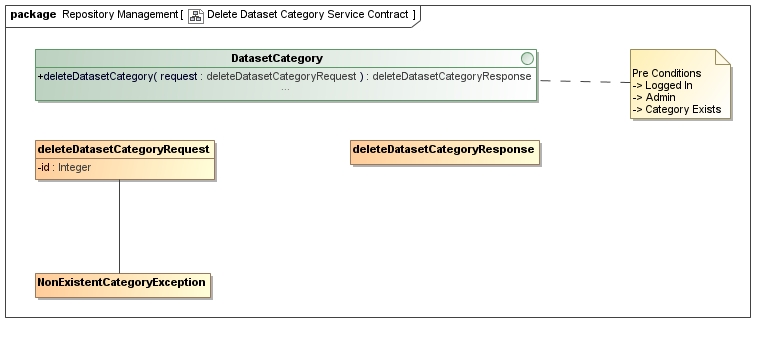 package Repository Management[ Delete Dataset Category Service Contract ]
DatasetCategory
+deleteDatasetCategory( request : deleteDatasetCategoryRequest ) : deleteDatasetCategoryResponse
...
Pre Conditions
-> Logged In
-> Admin
-> Category Exists
deleteDatasetCategoryRequest
-id : Integer
deleteDatasetCategoryResponse
NonExistentCategoryException